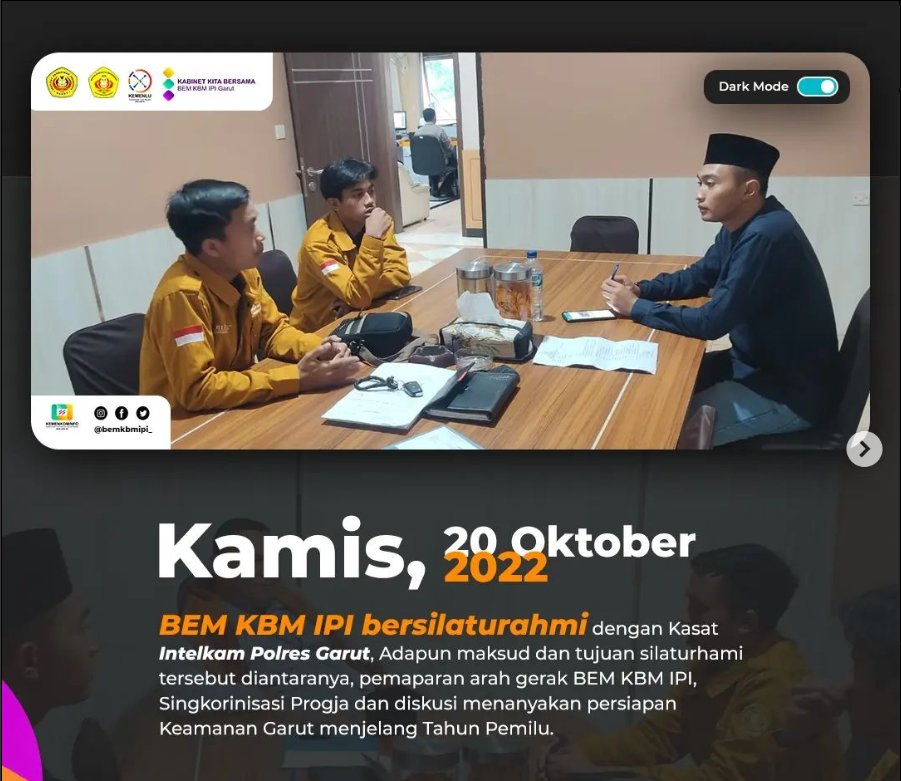 KEMENLU
KABINET KITA BERSAMA
BEM KBM IPI Garut
Dark Mode
@bemkbmipi_
Kamis,
20 Oktober
2022
BEM KBM IPI bersilaturahmi dengan Kasat
Intelkam Polres Garut, Adapun maksud dan tujuan silaturhami
tersebut diantaranya, pemaparan arah gerak BEM KBM IPI,
Singkorinisasi Progja dan diskusi menanyakan persiapan
Keamanan Garut menjelang Tahun Pemilu.